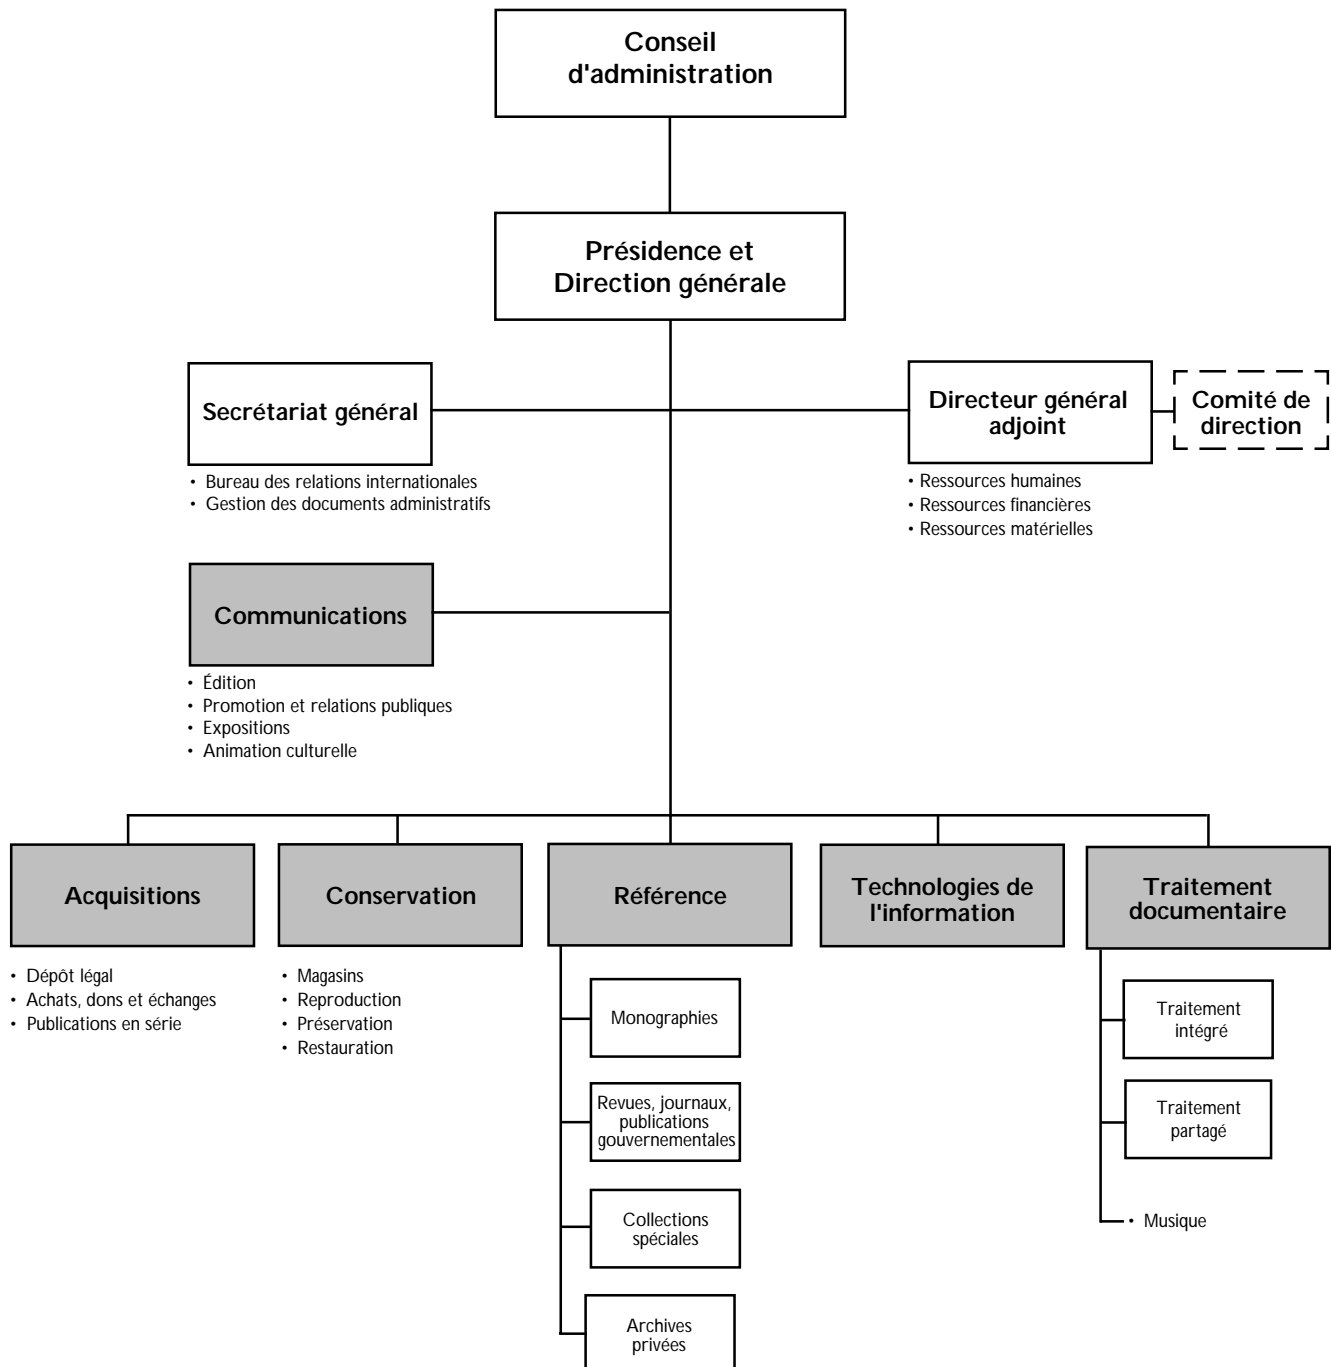 Conseil
d'administration
Présidence et
Direction générale
Secrétariat général
• Bureau des relations internationales
• Gestion des documents administratifs
Directeur général
adjoint
• Ressources humaines
• Ressources financières
• Ressources matérielles
Comité de
direction
Communications
• Édition
• Promotion et relations publiques
• Expositions
• Animation culturelle
Acquisitions
• Dépôt légal
• Achats, dons et échanges
• Publications en série
Conservation
• Magasins
• Reproduction
• Préservation
• Restauration
Référence
Monographies
Revues, journaux,
publications
gouvernementales
Collections
spéciales
Archives
privées
Technologies de
l'information
Traitement
documentaire
Traitement
intégré
Traitement
partagé
• Musique